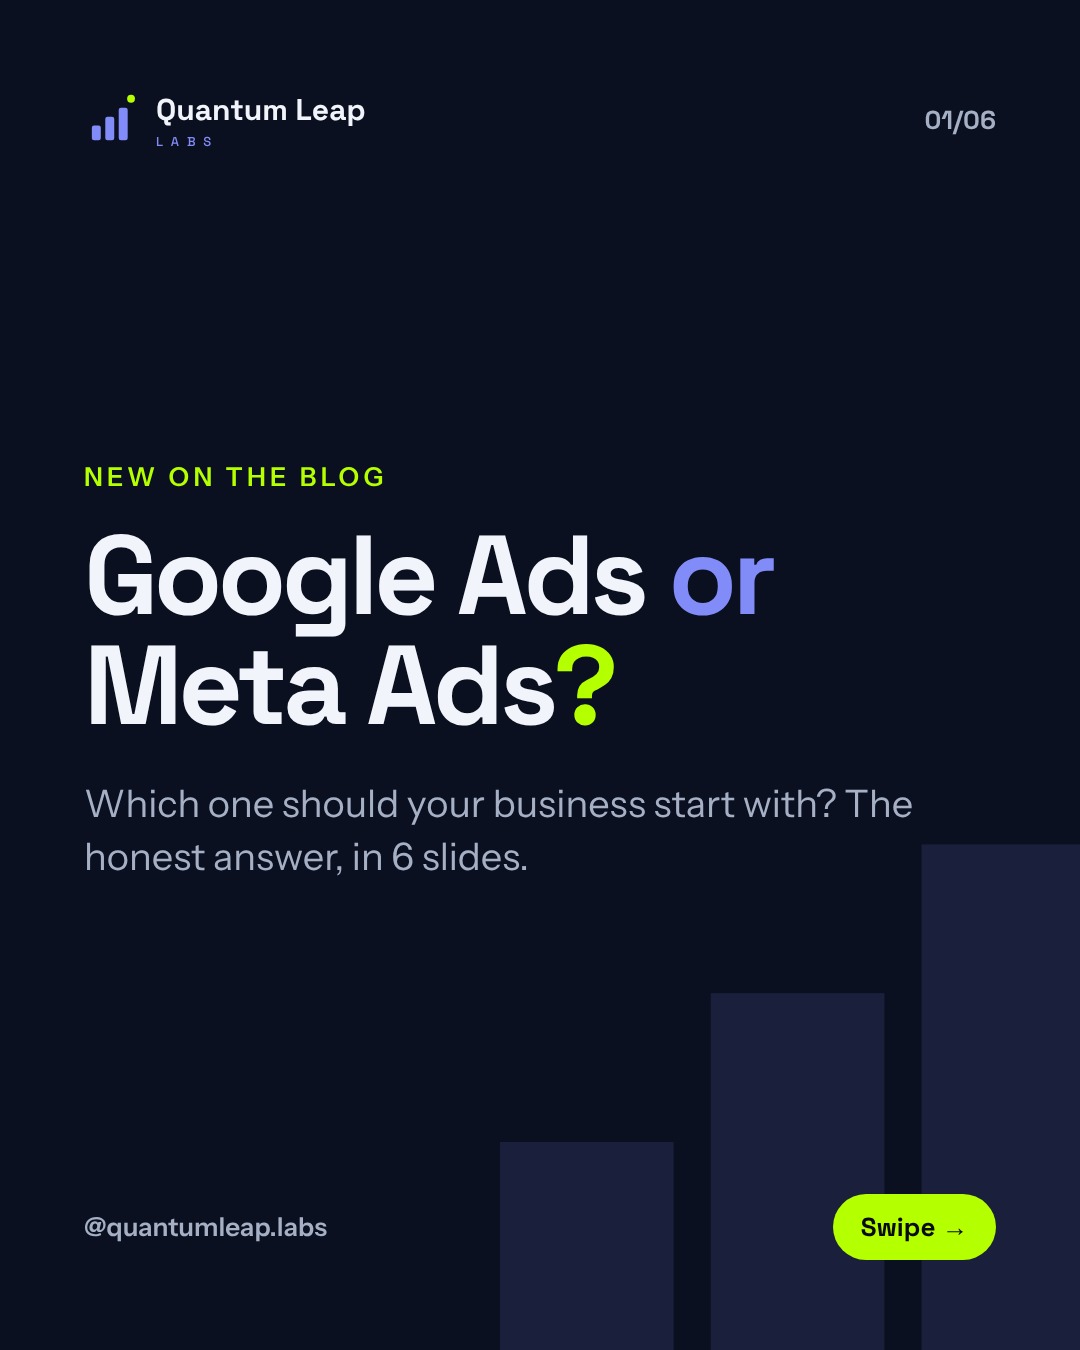 Quantum Leap
LABS
01/06
NEW ON THE BLOG
Google Ads or
Meta Ads?
Which one should your business start with? The
honest answer, in 6 slides.
@quantumleap.labs
Swipe →